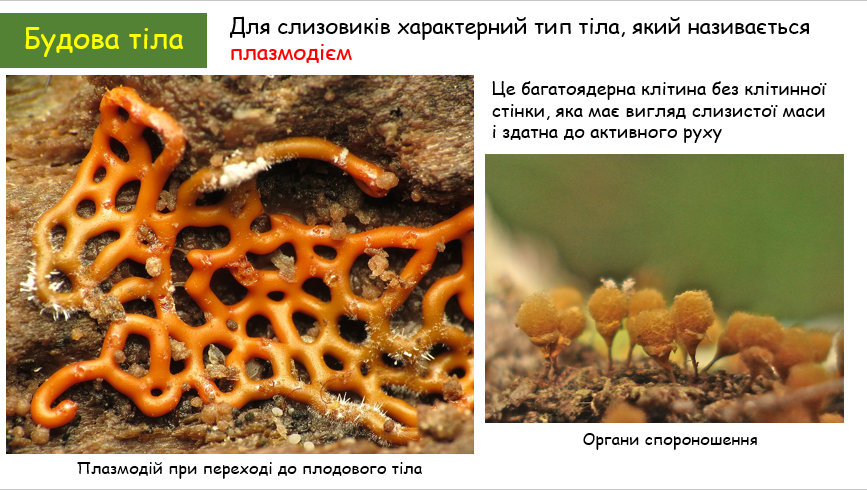 Будова тіла
Для слизовиків характерний тип тіла, який називається
плазмодієм
Це багатоядерна клітина без клітинної
стінки, яка має вигляд слизистої маси
і здатна до активного руху
Органи спороношення
Плазмодій при переході до плодового тіла